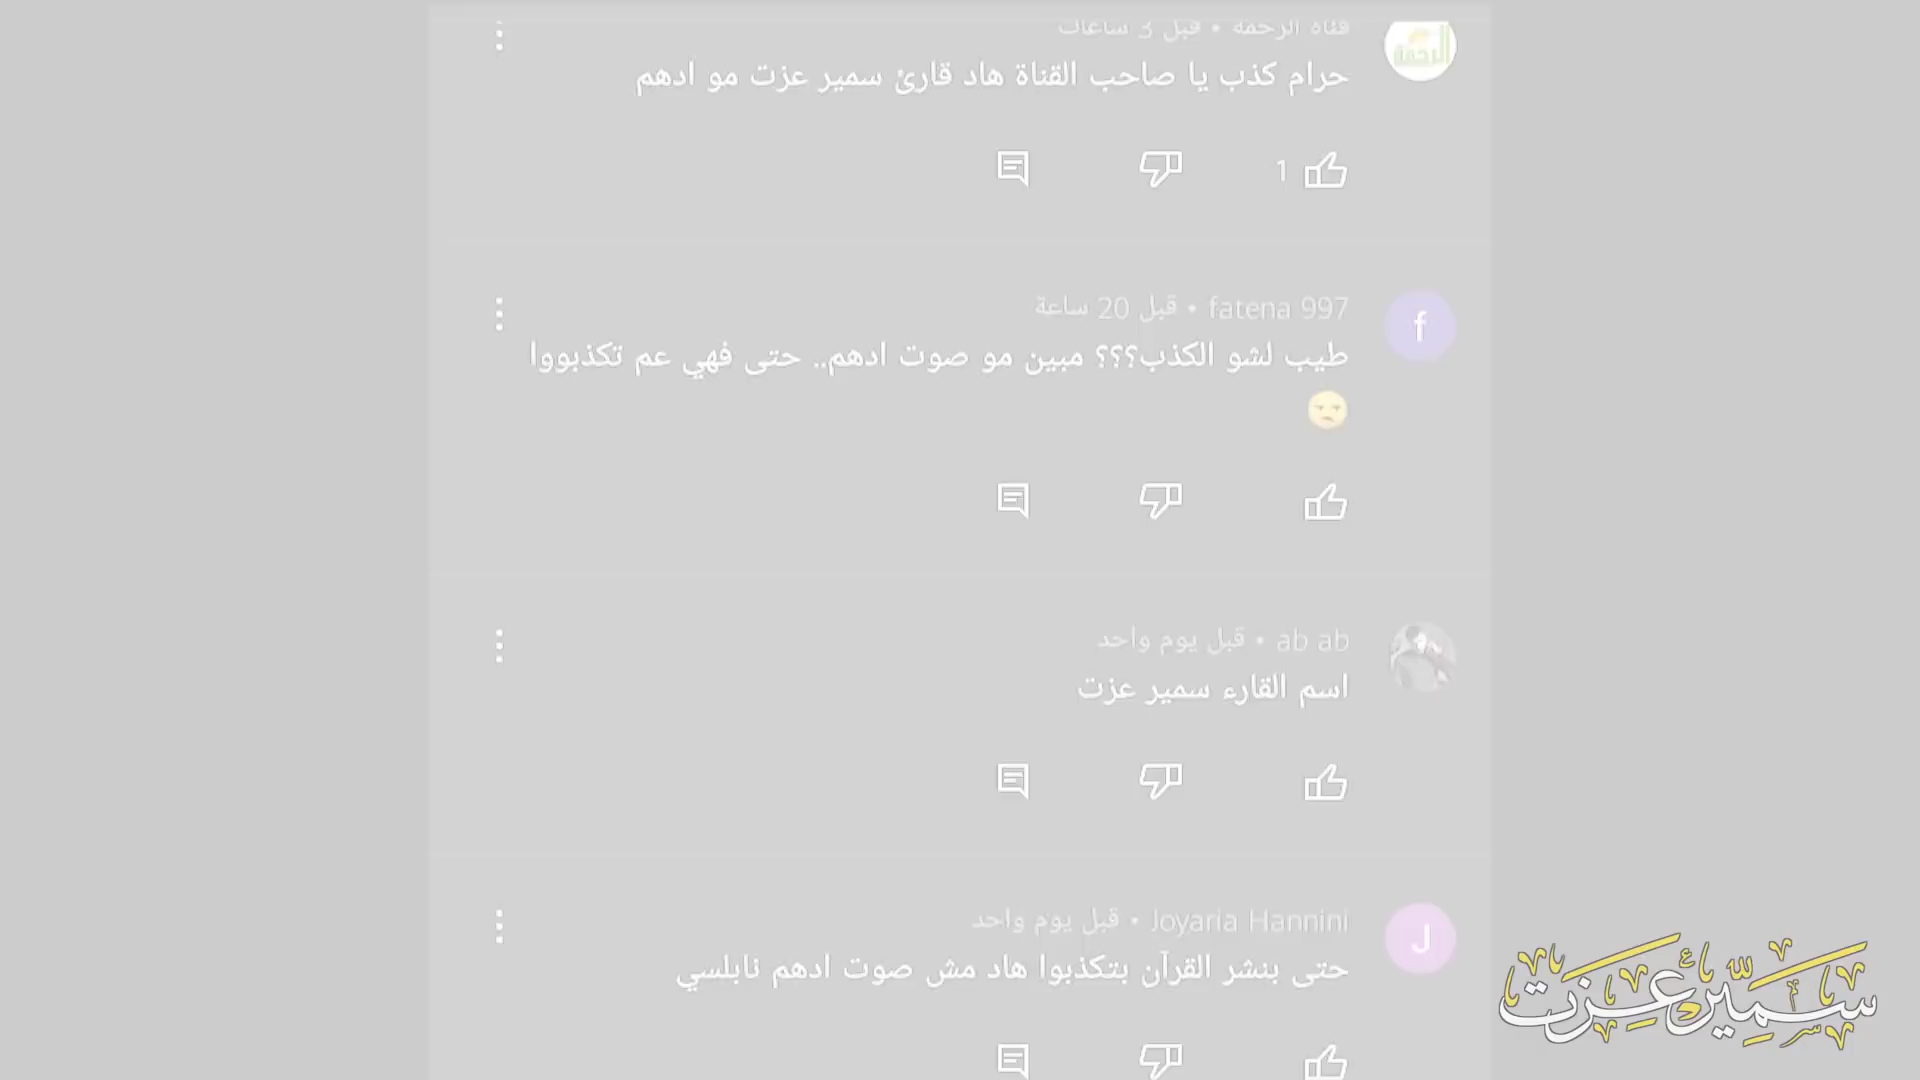 قناة الرحمة • قبل 3 ساعات
حرام كذب يا صاحب القناة هاد قارئ سمير عزت مو ادهم
1
fatena 997 • قبل 20 ساعة
طيب لشو الكذب؟؟؟ مبين مو صوت ادهم.. حتى فهي عم تكذبووا
😒
ab ab • قبل يوم واحد
اسم القارء سمير عزت
Joyaria Hannini • قبل يوم واحد
حتى بنشر القرآن بتكذبوا هاد مش صوت ادهم نابلسي
الرحمة
f
J
سمير عزت